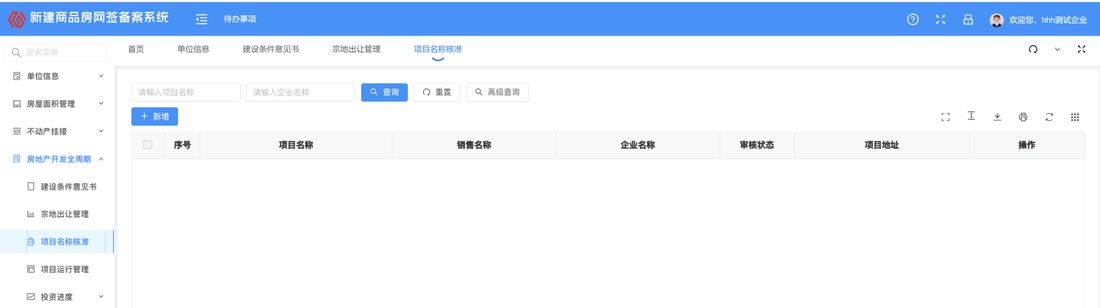 新建商品房网签备案系统
待办事项
欢迎您，hhh测试企业
搜索菜单
首页
单位信息
建设条件意见书
宗地出让管理
项目名称核准
单位信息
房屋面积管理
不动产挂接
房地产开发全周期
建设条件意见书
宗地出让管理
项目名称核准
项目运行管理
投资进度
请输入项目名称
请输入企业名称
查询
重置
高级查询
新增
序号
项目名称
销售名称
企业名称
审核状态
项目地址
操作